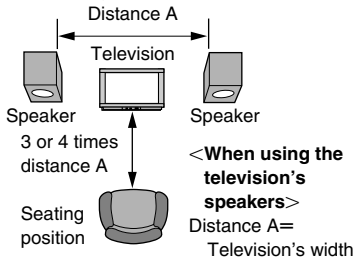 Distance A
Television
Speaker
Speaker
3 or 4 times
distance A
Seating
position
<When using the
television's
speakers>
Distance A=
Television's width